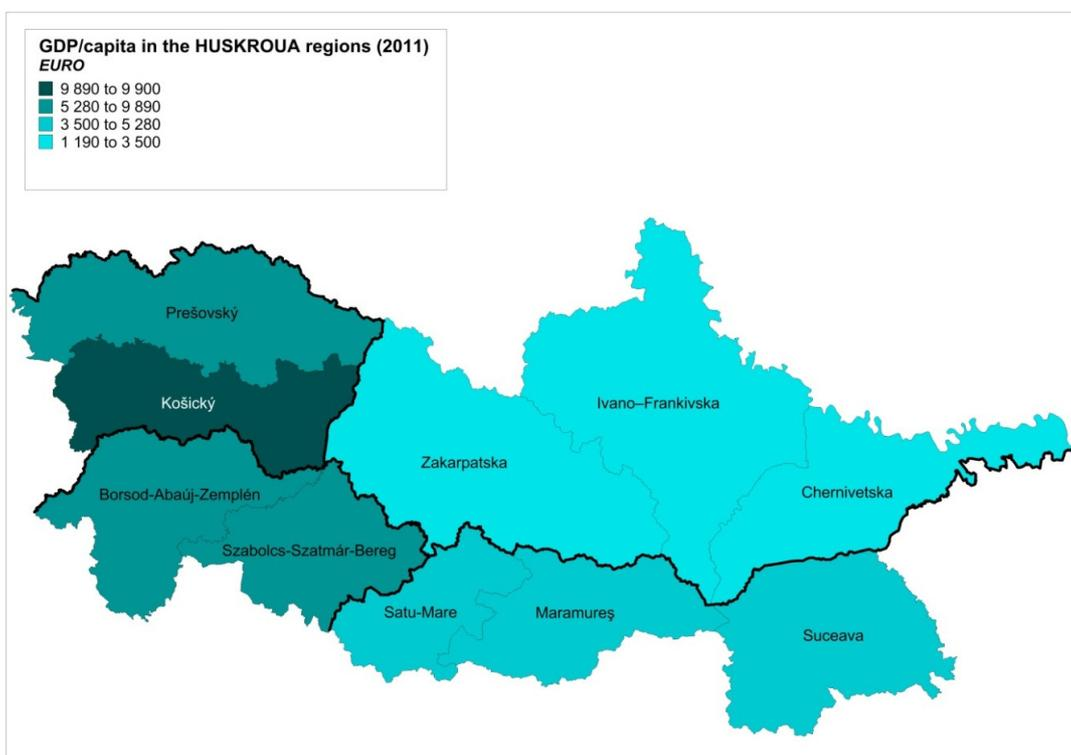 GDP/capita in the HUSKROUA regions (2011)
EURO
9 890 to 9 900
5 280 to 9 890
3 500 to 5 280
1 190 to 3 500
Prešovský
Košický
Ivano–Frankivska
Zakarpatska
Borsod-Abaúj-Zemplén
Chernivetska
Szabolcs-Szatmár-Bereg
Satu-Mare
Maramureş
Suceava